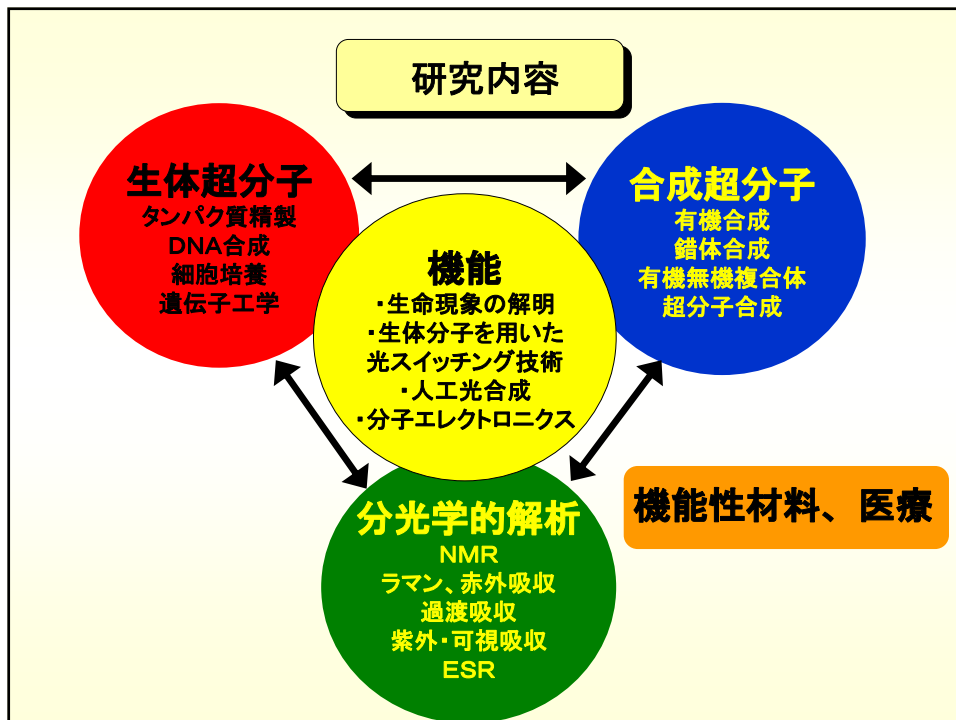 研究内容
生体超分子
タンパク質精製
DNA合成
細胞培養
遺伝子工学
合成超分子
有機合成
錯体合成
有機無機複合体
超分子合成
機能
・生命現象の解明
・生体分子を用いた
光スイッチング技術
・人工光合成
・分子エレクトロニクス
分光学的解析
NMR
ラマン、赤外吸収
過渡吸収
紫外・可視吸収
ESR
機能性材料、医療